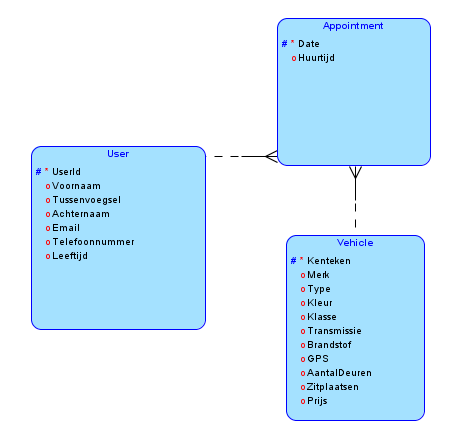 Appointment
# * Date
o Huurtijd
User
# * UserId
o Voornaam
o Tussenvoegsel
o Achternaam
o Email
o Telefoonnummer
o Leeftijd
Vehicle
# * Kenteken
o Merk
o Type
o Kleur
o Klasse
o Transmissie
o Brandstof
o GPS
o AantalDeuren
o Zitplaatsen
o Prijs